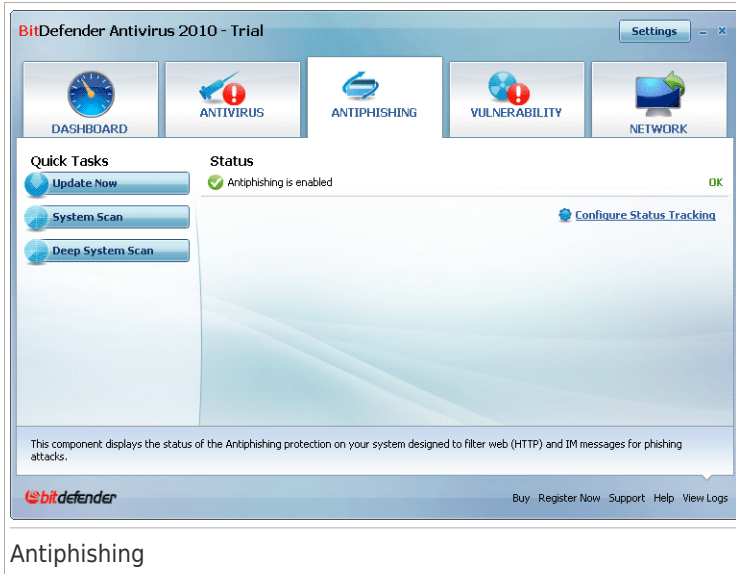 BitDefender Antivirus 2010 - Trial
Settings
DASHBOARD
ANTIVIRUS
ANTIPHISHING
VULNERABILITY
NETWORK
Quick Tasks
Update Now
System Scan
Deep System Scan
Status
Antiphishing is enabled
OK
Configure Status Tracking
This component displays the status of the Antiphishing protection on your system designed to filter web (HTTP) and IM messages for phishing
attacks.
bitdefender
Buy Register Now Support Help View Logs
Antiphishing